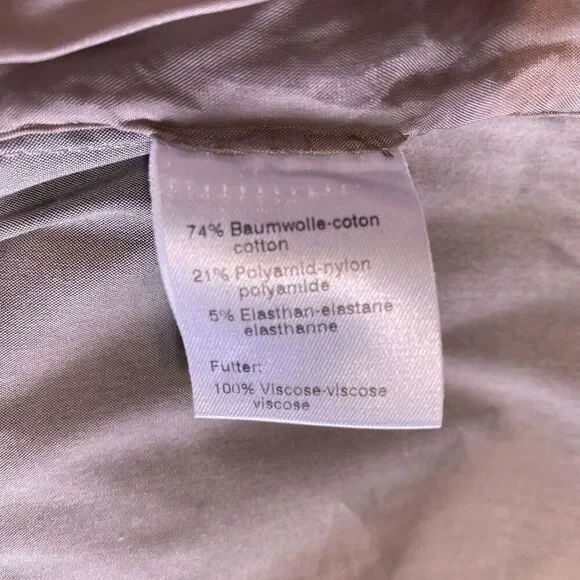 74% Baumwolle-coton
cotton
21% Polyamid-nylon
polyamide
5% Elasthan-elastane
elasthanne
Futter:
100% Viscose-viscose
viscose